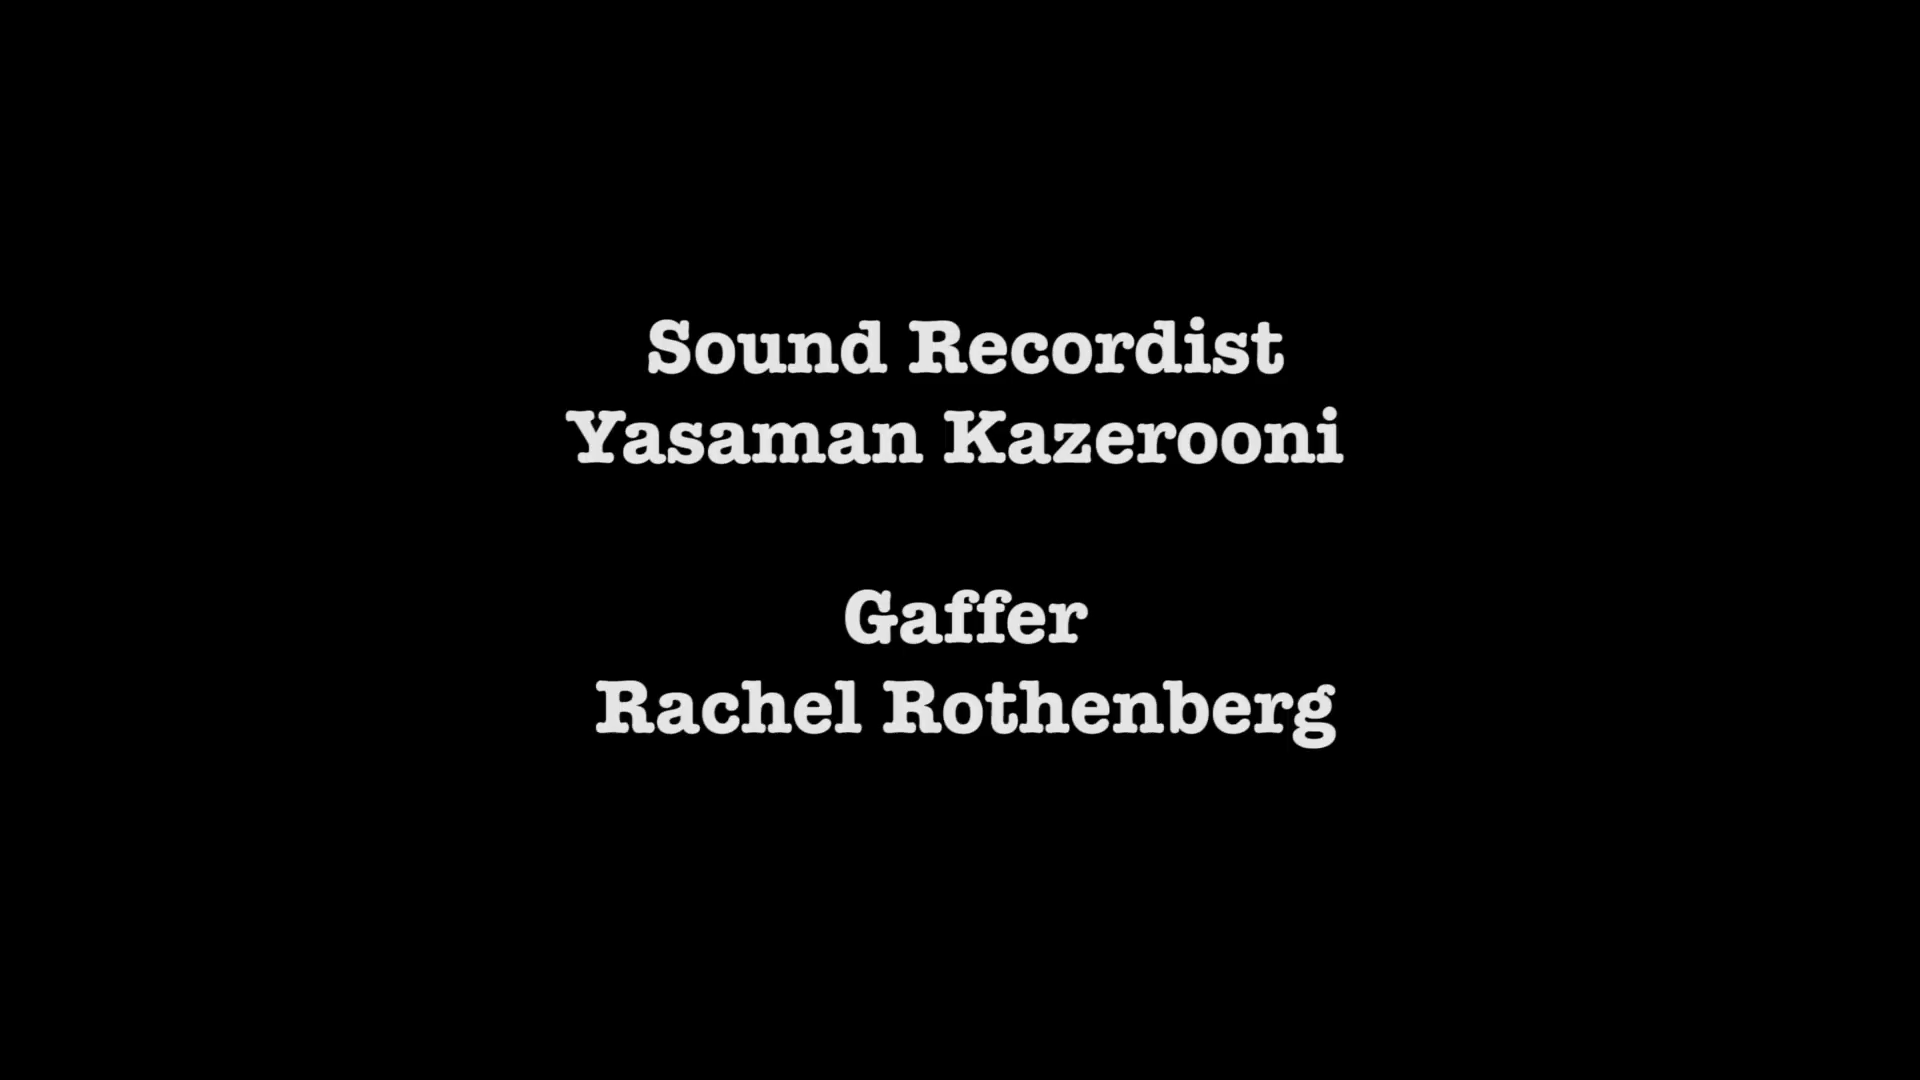 Sound Recordist
Yasaman Kazerooni
Gaffer
Rachel Rothenberg